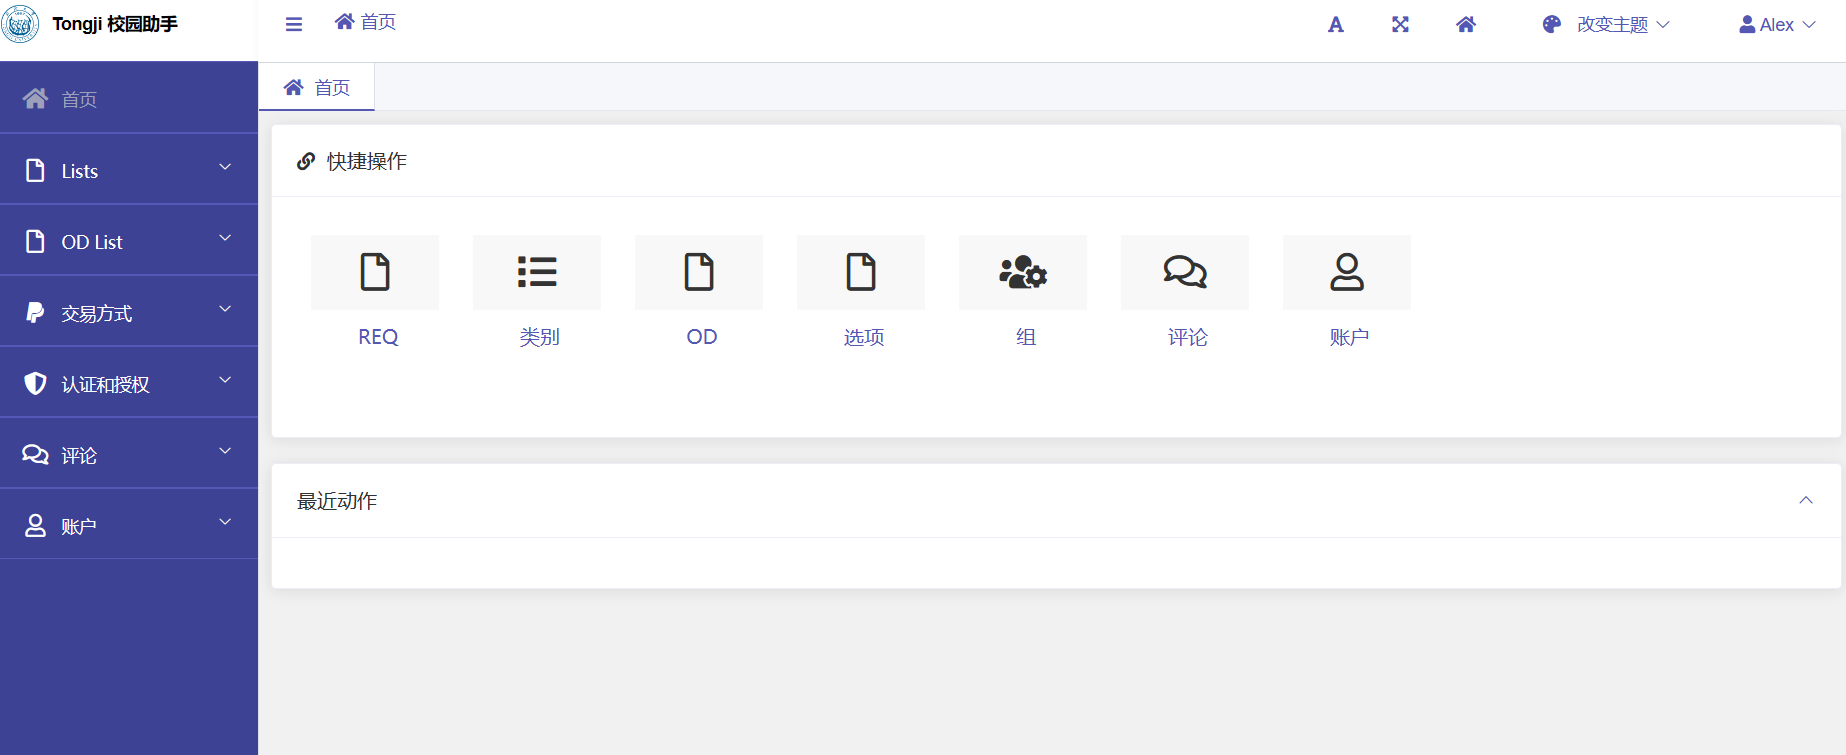 Tongji 校园助手
首页
改变主题
Alex
首页
首页
Lists
OD List
交易方式
认证和授权
评论
账户
快捷操作
REQ
类别
OD
选项
组
评论
账户
最近动作